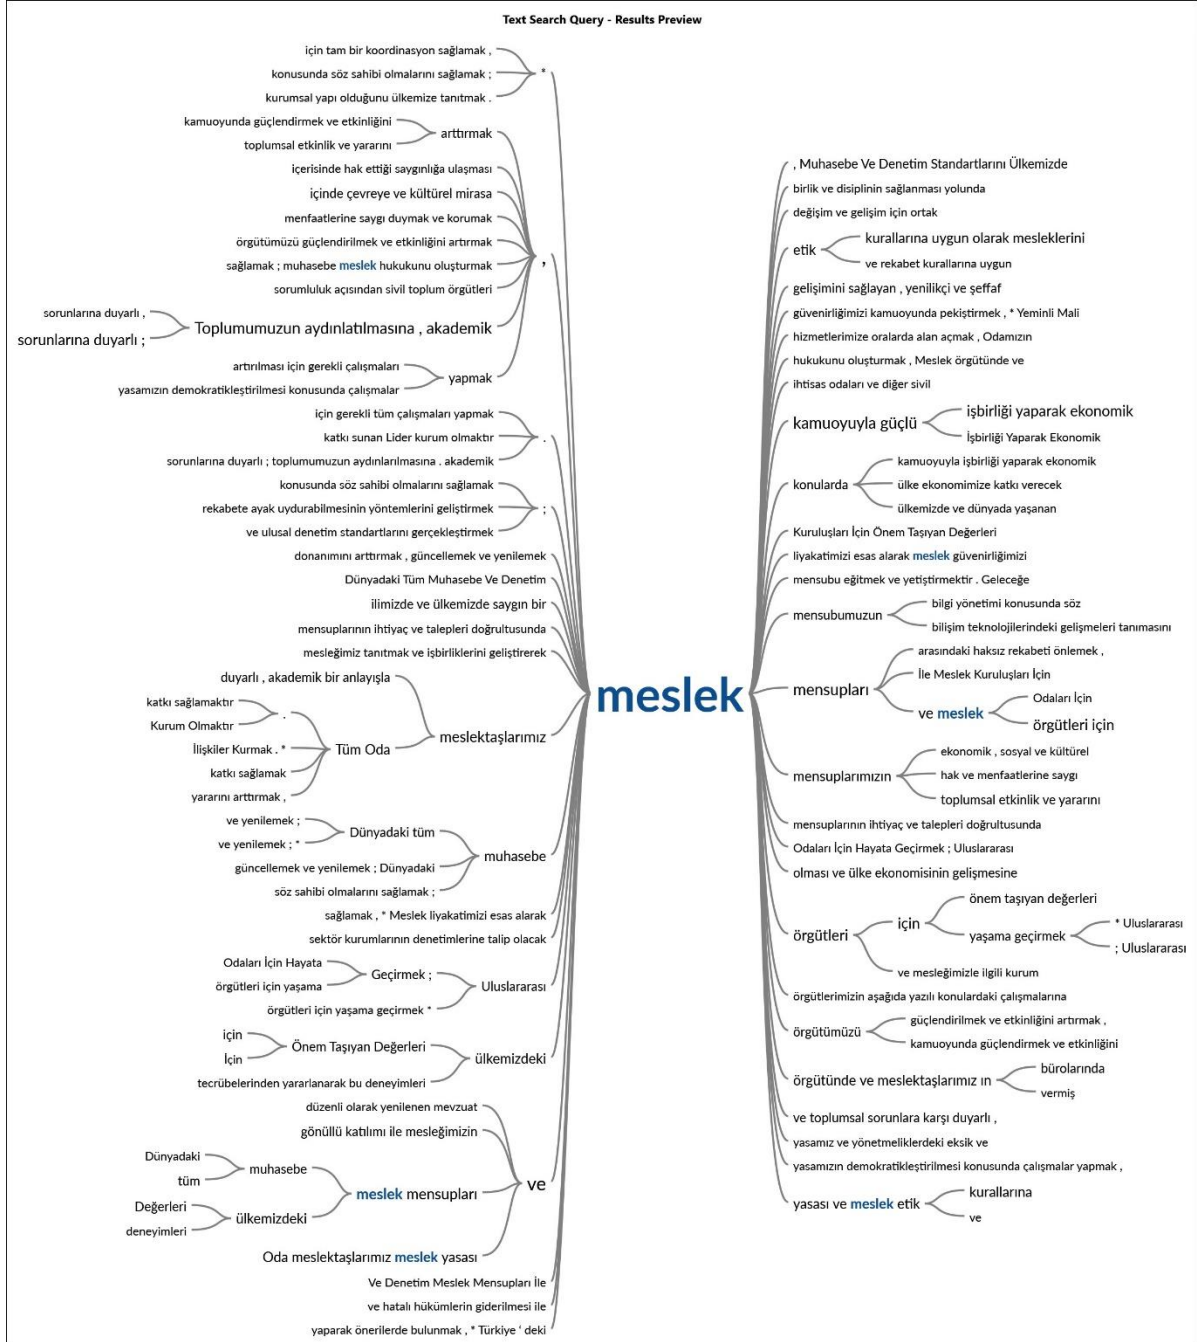 Text Search Query - Results Preview
için tam bir koordinasyon sağlamak ,
konusunda söz sahibi olmalarını sağlamak ;
kurumsal yapı olduğunu ülkemize tanıtmak .
*
kamuoyunda güçlendirmek ve etkinliğini
toplumsal etkinlik ve yararını
arttırmak
içerisinde hak ettiği saygınlığa ulaşması
içinde çevreye ve kültürel mirasa
menfaatlerine saygı duymak ve korumak
örgütümüzü güçlendirilmek ve etkinliğini artırmak
sağlamak ; muhasebe meslek hukukunu oluşturmak
sorumluluk açısından sivil toplum örgütleri
,
sorunlarına duyarlı ,
sorunlarına duyarlı ;
Toplumumuzun aydınlatılmasına , akademik
artırılması için gerekli çalışmaları
yasamızın demokratikleştirilmesi konusunda çalışmalar
yapmak
için gerekli tüm çalışmaları yapmak
katkı sunan Lider kurum olmaktır
sorunlarına duyarlı ; toplumumuzun aydınlarılmasına . akademik
.
konusunda söz sahibi olmalarını sağlamak
rekabete ayak uydurabilmesinin yöntemlerini geliştirmek
ve ulusal denetim standartlarını gerçekleştirmek
;
donanımını arttırmak , güncellemek ve yenilemek
Dünyadaki Tüm Muhasebe Ve Denetim
ilimizde ve ülkemizde saygın bir
mensuplarının ihtiyaç ve talepleri doğrultusunda
mesleğimiz tanıtmak ve işbirliklerini geliştirerek
duyarlı , akademik bir anlayışla
katkı sağlamaktır
Kurum Olmaktır
.
İlişkiler Kurmak . *
katkı sağlamak
yararını arttırmak ,
Tüm Oda
meslektaşlarımız
ve yenilemek ;
ve yenilemek ; *
Dünyadaki tüm
güncellemek ve yenilemek ; Dünyadaki
söz sahibi olmalarını sağlamak ;
muhasebe
sağlamak , * Meslek liyakatimizi esas alarak
sektör kurumlarının denetimlerine talip olacak
Odaları İçin Hayata
örgütleri için yaşama
Geçirmek ;
örgütleri için yaşama geçirmek *
Uluslararası
için
İçin
Önem Taşıyan Değerleri
tecrübelerinden yararlanarak bu deneyimleri
ülkemizdeki
düzenli olarak yenilenen mevzuat
gönüllü katılımı ile mesleğimizin
Dünyadaki
tüm
muhasebe
Değerleri
deneyimleri
ülkemizdeki
meslek mensupları
Oda meslektaşlarımız meslek yasası
ve
Ve Denetim Meslek Mensupları İle
ve hatalı hükümlerin giderilmesi ile
yaparak önerilerde bulunmak , * Türkiye ' deki
meslek
, Muhasebe Ve Denetim Standartlarını Ülkemizde
birlik ve disiplinin sağlanması yolunda
değişim ve gelişim için ortak
etik
kurallarına uygun olarak mesleklerini
ve rekabet kurallarına uygun
gelişimini sağlayan , yenilikçi ve şeffaf
güvenirliğimizi kamuoyunda pekiştirmek , * Yeminli Mali
hizmetlerimize oralarda alan açmak , Odamızın
hukukunu oluşturmak , Meslek örgütünde ve
ihtisas odaları ve diğer sivil
kamuoyuyla güçlü
işbirliği yaparak ekonomik
İşbirliği Yaparak Ekonomik
konularda
kamuoyuyla işbirliği yaparak ekonomik
ülke ekonomimize katkı verecek
ülkemizde ve dünyada yaşanan
Kuruluşları İçin Önem Taşıyan Değerleri
liyakatimizi esas alarak meslek güvenirliğimizi
mensubu eğitmek ve yetiştirmektir . Geleceğe
mensubumuzun
bilgi yönetimi konusunda söz
bilişim teknolojilerindeki gelişmeleri tanımasını
mensupları
arasındaki haksız rekabeti önlemek ,
İle Meslek Kuruluşları İçin
ve meslek
Odaları İçin
örgütleri için
mensuplarımızın
ekonomik , sosyal ve kültürel
hak ve menfaatlerine saygı
toplumsal etkinlik ve yararını
mensuplarının ihtiyaç ve talepleri doğrultusunda
Odaları İçin Hayata Geçirmek ; Uluslararası
olması ve ülke ekonomisinin gelişmesine
örgütleri
için
önem taşıyan değerleri
yaşama geçirmek
* Uluslararası
; Uluslararası
ve mesleğimizle ilgili kurum
örgütlerimizin aşağıda yazılı konulardaki çalışmalarına
örgütümüzü
güçlendirilmek ve etkinliğini artırmak ,
kamuoyunda güçlendirmek ve etkinliğini
örgütünde ve meslektaşlarımız ın
bürolarında
vermiş
ve toplumsal sorunlara karşı duyarlı ,
yasamız ve yönetmeliklerdeki eksik ve
yasamızın demokratikleştirilmesi konusunda çalışmalar yapmak ,
yasası ve meslek etik
kurallarına
ve